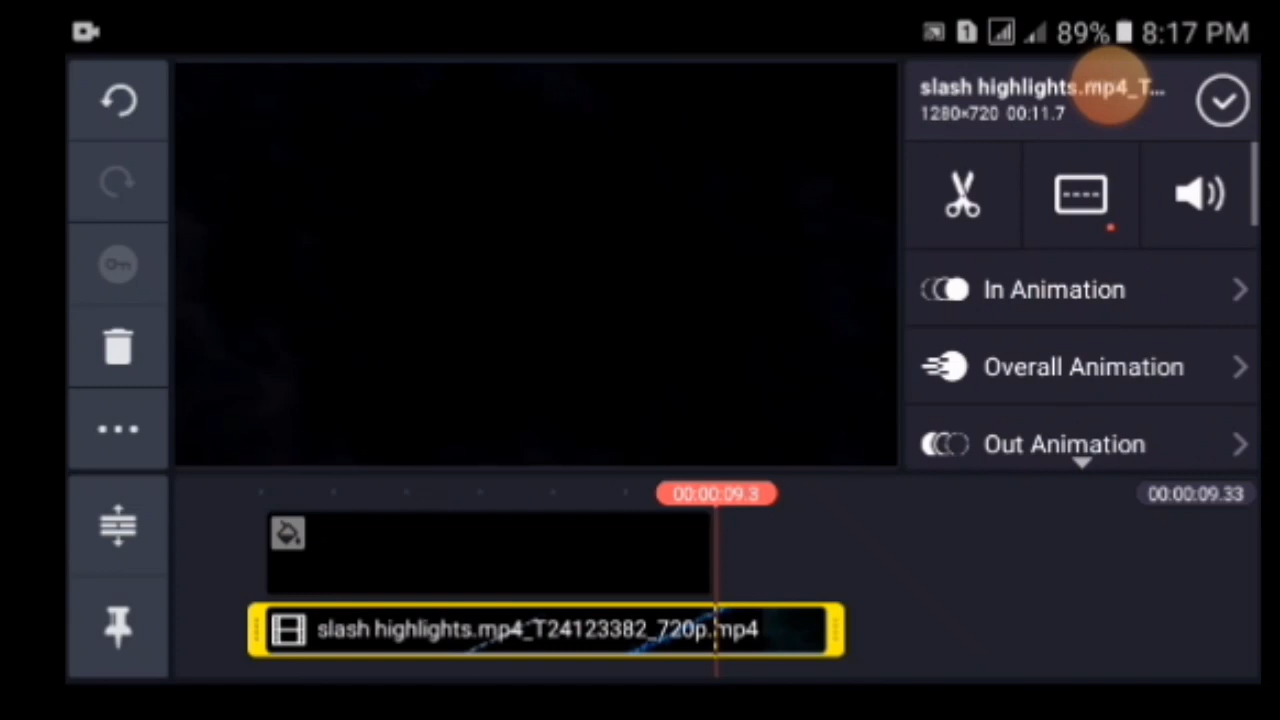 89% 8:17 PM
slash highlights.mp4_T...
1280×720 00:11.7
In Animation
Overall Animation
Out Animation
00:00:09.3
00:00:09.33
slash highlights.mp4_T24123382_720p.mp4